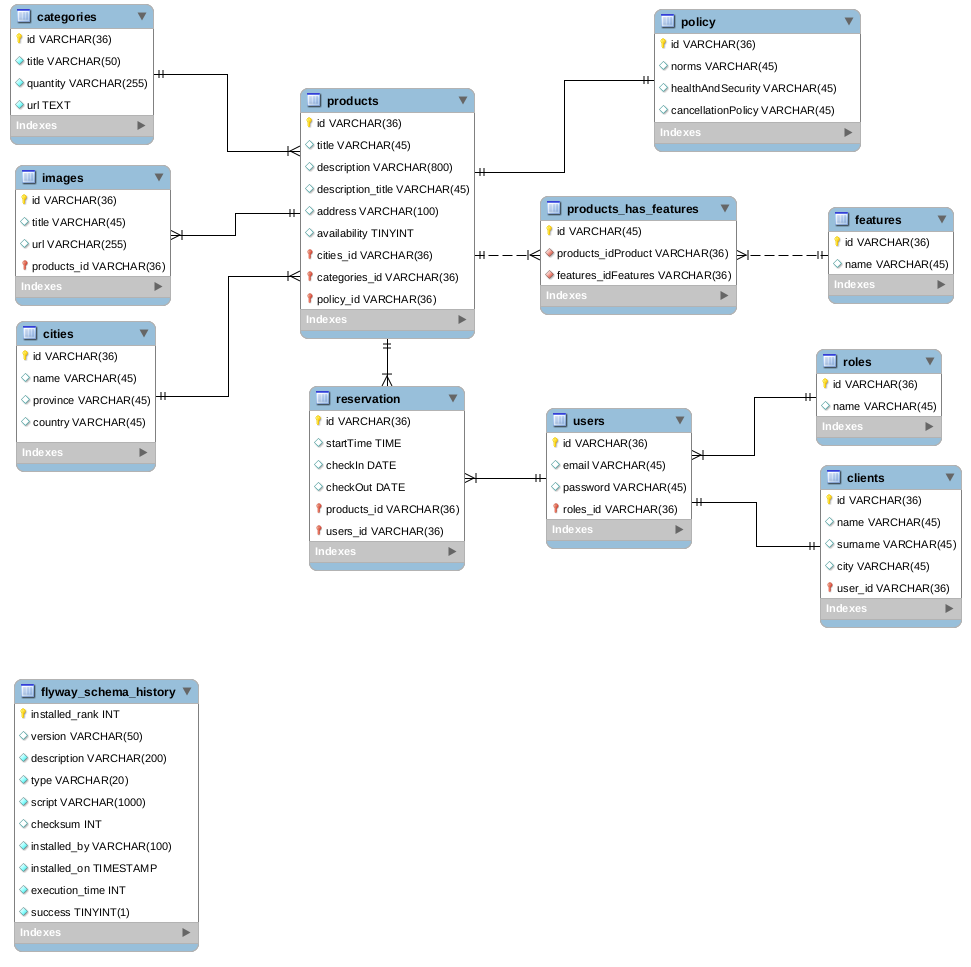 categories
id VARCHAR(36)
title VARCHAR(50)
quantity VARCHAR(255)
url TEXT
Indexes
images
id VARCHAR(36)
title VARCHAR(45)
url VARCHAR(255)
products_id VARCHAR(36)
Indexes
cities
id VARCHAR(36)
name VARCHAR(45)
province VARCHAR(45)
country VARCHAR(45)
Indexes
products
id VARCHAR(36)
title VARCHAR(45)
description VARCHAR(800)
description_title VARCHAR(45)
address VARCHAR(100)
availability TINYINT
cities_id VARCHAR(36)
categories_id VARCHAR(36)
policy_id VARCHAR(36)
Indexes
policy
id VARCHAR(36)
norms VARCHAR(45)
healthAndSecurity VARCHAR(45)
cancellationPolicy VARCHAR(45)
Indexes
products_has_features
id VARCHAR(45)
products_idProduct VARCHAR(36)
features_idFeatures VARCHAR(36)
Indexes
features
id VARCHAR(36)
name VARCHAR(45)
Indexes
reservation
id VARCHAR(36)
startTime TIME
checkIn DATE
checkOut DATE
products_id VARCHAR(36)
users_id VARCHAR(36)
Indexes
users
id VARCHAR(36)
email VARCHAR(45)
password VARCHAR(45)
roles_id VARCHAR(36)
Indexes
roles
id VARCHAR(36)
name VARCHAR(45)
Indexes
clients
id VARCHAR(36)
name VARCHAR(45)
surname VARCHAR(45)
city VARCHAR(45)
user_id VARCHAR(36)
Indexes
flyway_schema_history
installed_rank INT
version VARCHAR(50)
description VARCHAR(200)
type VARCHAR(20)
script VARCHAR(1000)
checksum INT
installed_by VARCHAR(100)
installed_on TIMESTAMP
execution_time INT
success TINYINT(1)
Indexes